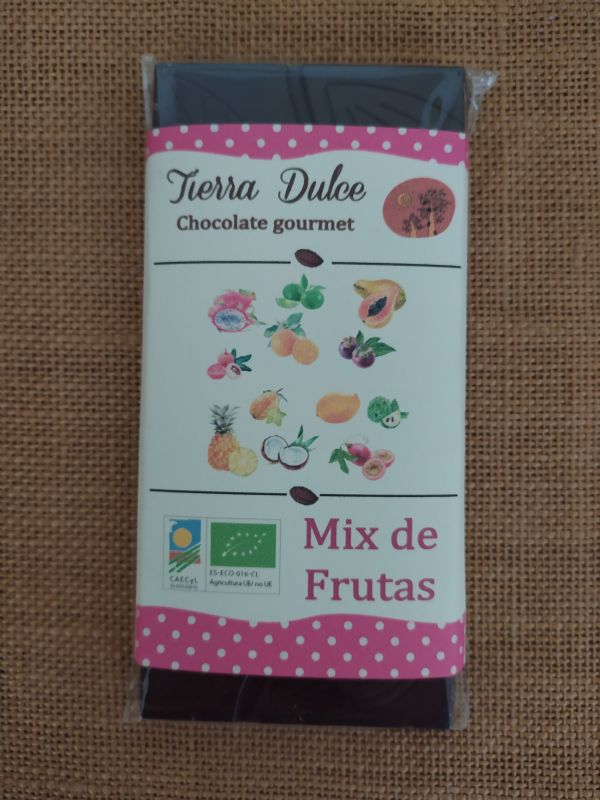 Tierra Dulce
Chocolate gourmet
CAECyL
ES-ECO-016-CL
Agricultura UE/ no UE
Mix de
Frutas